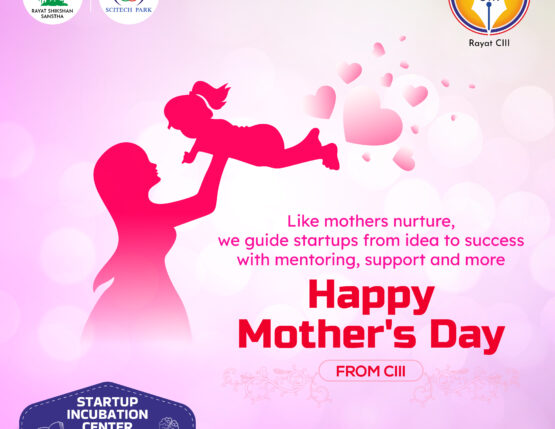 RAYAT SHIKSHAN
SANSTHA
SCITECH PARK
Rayat CIII
Like mothers nurture,
we guide startups from idea to success
with mentoring, support and more
Happy
Mother's Day
FROM CIII
STARTUP
INCUBATION
CENTER